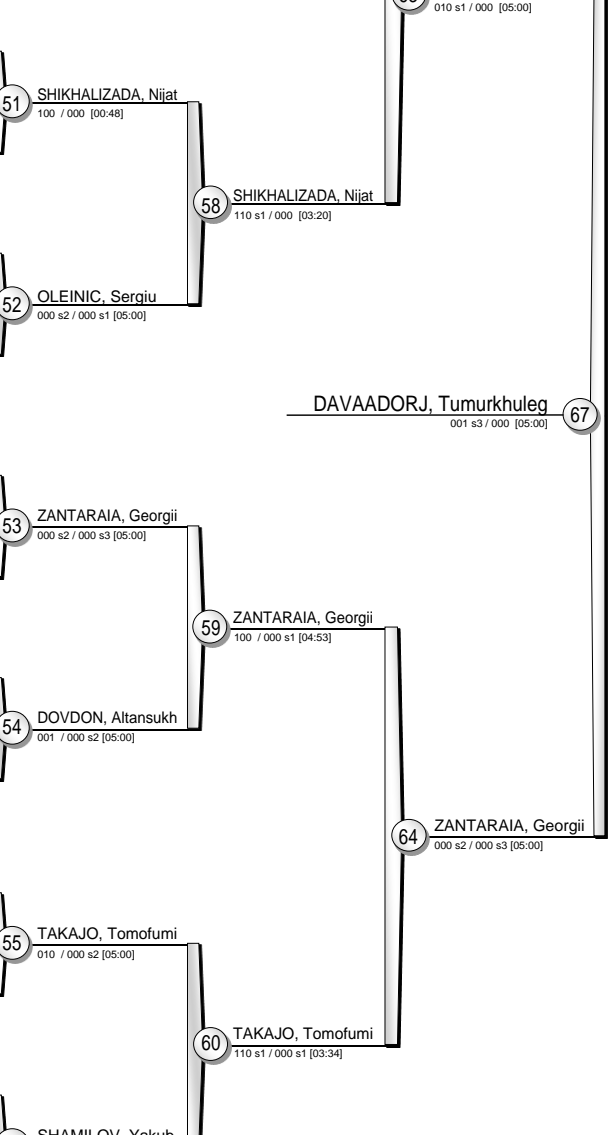 010 s1 / 000 [05:00]
51
SHIKHALIZADA, Nijat
100 / 000 [00:48]
58
SHIKHALIZADA, Nijat
110 s1 / 000 [03:20]
52
OLEINIC, Sergiu
000 s2 / 000 s1 [05:00]
DAVAADORJ, Tumurkhuleg
67
001 s3 / 000 [05:00]
53
ZANTARAIA, Georgii
000 s2 / 000 s3 [05:00]
59
ZANTARAIA, Georgii
100 / 000 s1 [04:53]
54
DOVDON, Altansukh
001 / 000 s2 [05:00]
64
ZANTARAIA, Georgii
000 s2 / 000 s3 [05:00]
55
TAKAJO, Tomofumi
010 / 000 s2 [05:00]
60
TAKAJO, Tomofumi
110 s1 / 000 s1 [03:34]
SHAMILOV, Yakub